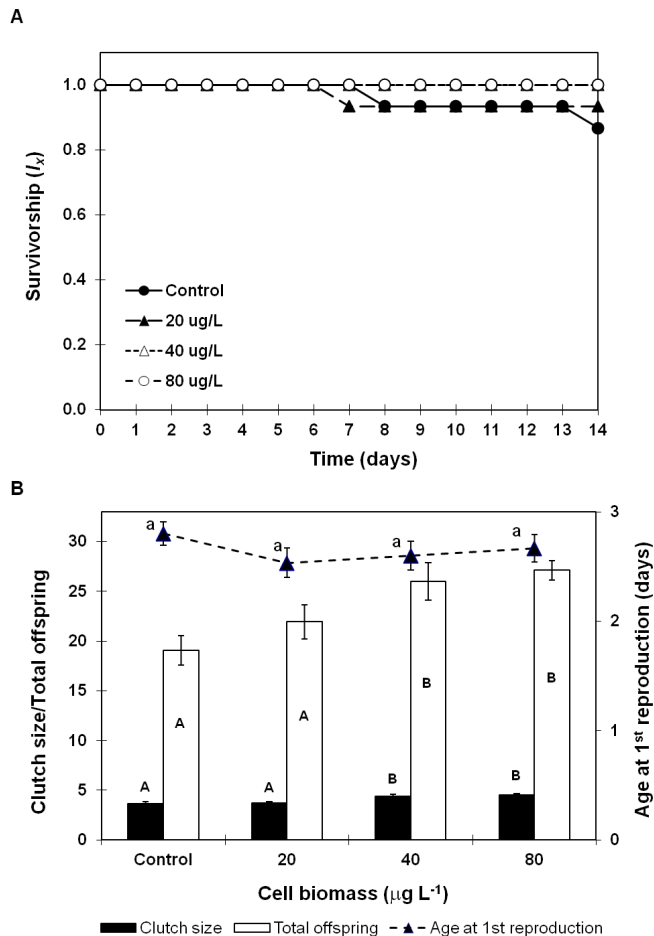 A
Survivorship (lx)
1.0
0.8
0.6
0.4
0.2
0.0
Control
20 ug/L
40 ug/L
80 ug/L
0 1 2 3 4 5 6 7 8 9 10 11 12 13 14
Time (days)
B
Clutch size/Total offspring
30
25
20
15
10
5
0
a a a a
A A B B
A A B B
3
2
1
0
Age at 1st reproduction (days)
Control 20 40 80
Cell biomass (µg L-1)
Clutch size Total offspring Age at 1st reproduction